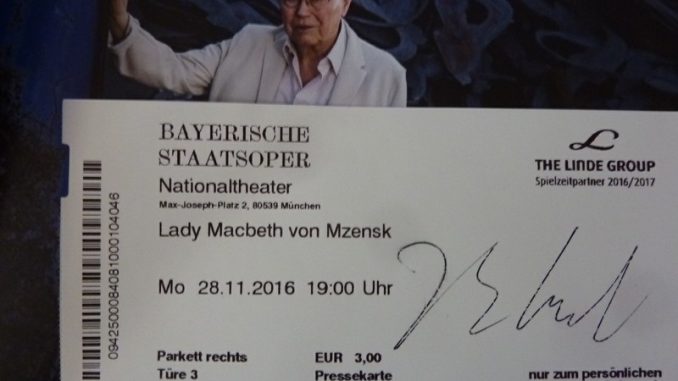 BAYERISCHE
STAATSOPER
Nationaltheater
Max-Joseph-Platz 2, 80539 München
Lady Macbeth von Mzensk
Mo 28.11.2016 19:00 Uhr
Parkett rechts EUR 3,00
Türe 3 Pressekarte nur zum persönlichen
THE LINDE GROUP
Spielzeitpartner 2016/2017
0942500084081000104046